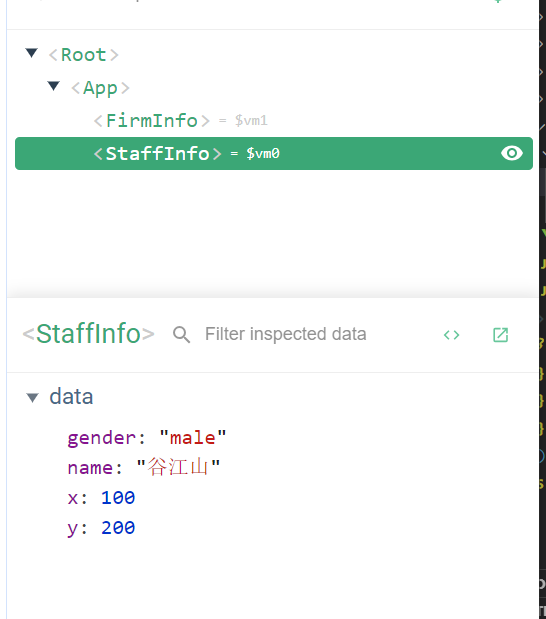 <Root>
<App>
<FirmInfo> = $vm1
<StaffInfo> = $vm0
<StaffInfo> Filter inspected data <>
data
gender: "male"
name: "谷江山"
x: 100
y: 200